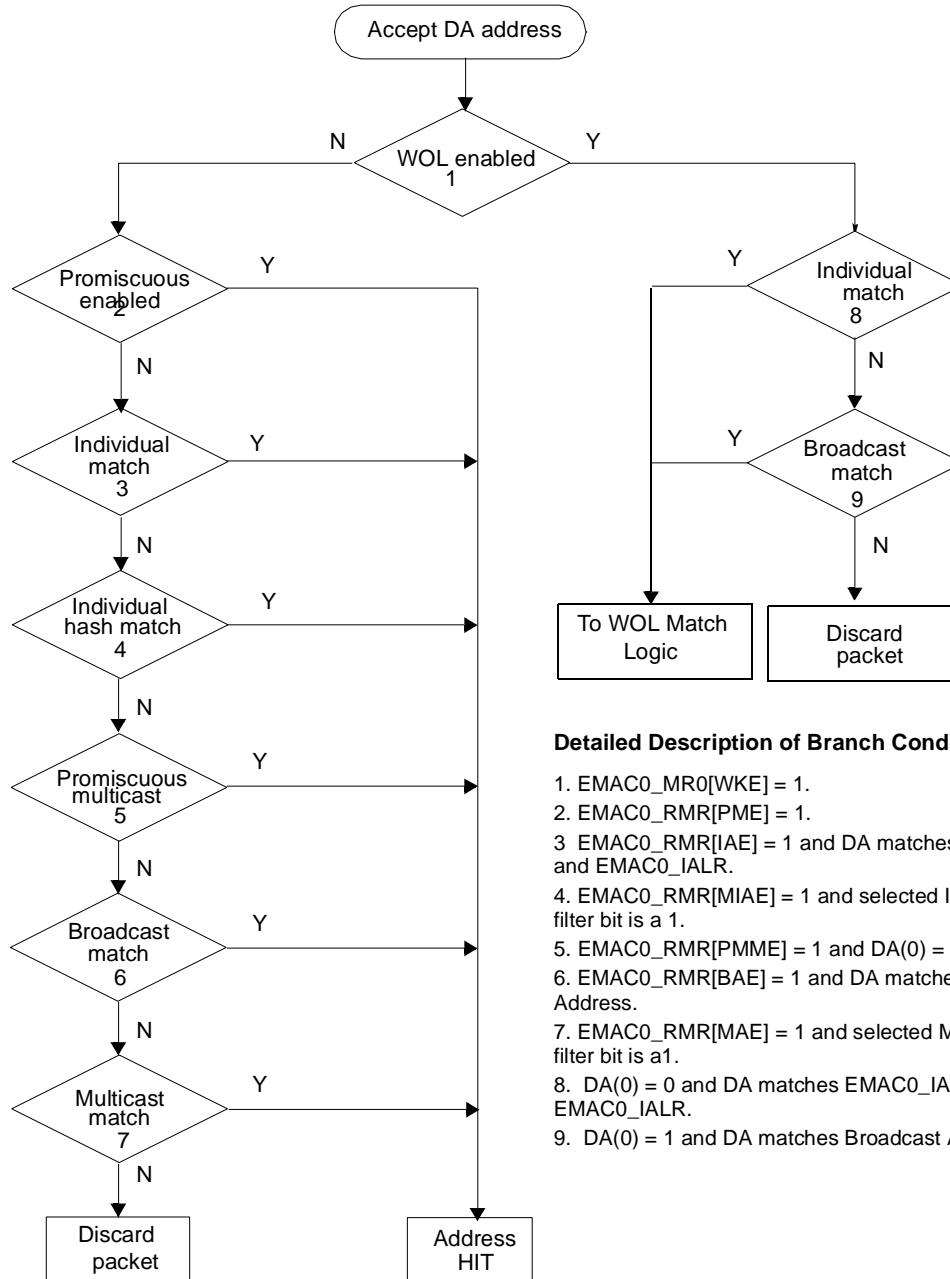 Accept DA address
N
Y
WOL enabled
1
Promiscuous
enabled
2
Y
N
Individual
match
3
Y
N
Individual
hash match
4
Y
N
Promiscuous
multicast
5
Y
N
Broadcast
match
6
Y
N
Multicast
match
7
Y
N
Discard
packet
Address
HIT
Y
Individual
match
8
N
Y
Broadcast
match
9
N
To WOL Match
Logic
Discard
packet
Detailed Description of Branch Cond
1. EMAC0_MR0[WKE] = 1.
2. EMAC0_RMR[PME] = 1.
3 EMAC0_RMR[IAE] = 1 and DA matches
and EMAC0_IALR.
4. EMAC0_RMR[MIAE] = 1 and selected I
filter bit is a 1.
5. EMAC0_RMR[PMME] = 1 and DA(0) =
6. EMAC0_RMR[BAE] = 1 and DA matche
Address.
7. EMAC0_RMR[MAE] = 1 and selected M
filter bit is a1.
8. DA(0) = 0 and DA matches EMAC0_IA
EMAC0_IALR.
9. DA(0) = 1 and DA matches Broadcast A